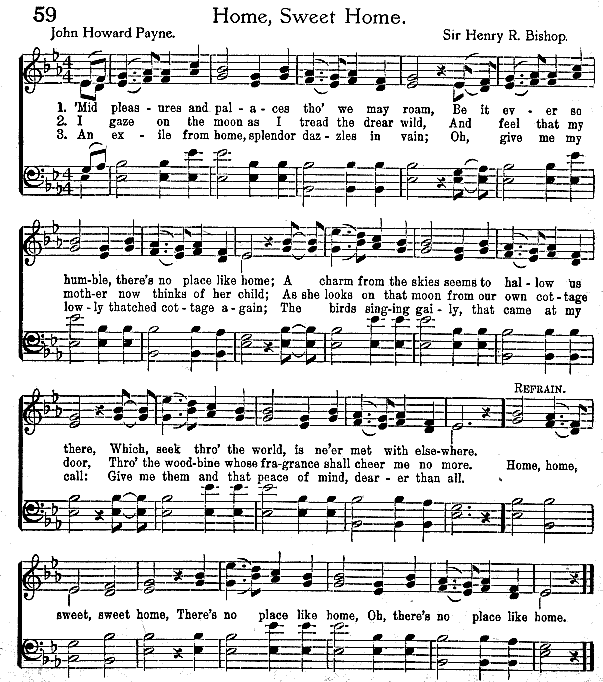 59 Home, Sweet Home.
John Howard Payne. Sir Henry R. Bishop.
1. 'Mid pleas - ures and pal - a - ces tho' we may roam, Be it ev - er so
2. I gaze on the moon as I tread the drear wild, And feel that my
3. An ex - ile from home, splendor daz - zles in vain; Oh, give me my
hum-ble, there's no place like home; A charm from the skies seems to hal - low us
moth-er now thinks of her child; As she looks on that moon from our own cot - tage
low - ly thatched cot - tage a - gain; The birds sing-ing gai - ly, that came at my
REFRAIN.
there, Which, seek thro' the world, is ne'er met with else-where.
door, Thro' the wood-bine whose fra-grance shall cheer me no more. Home, home,
call: Give me them and that peace of mind, dear - er than all.
sweet, sweet home, There's no place like home, Oh, there's no place like home.